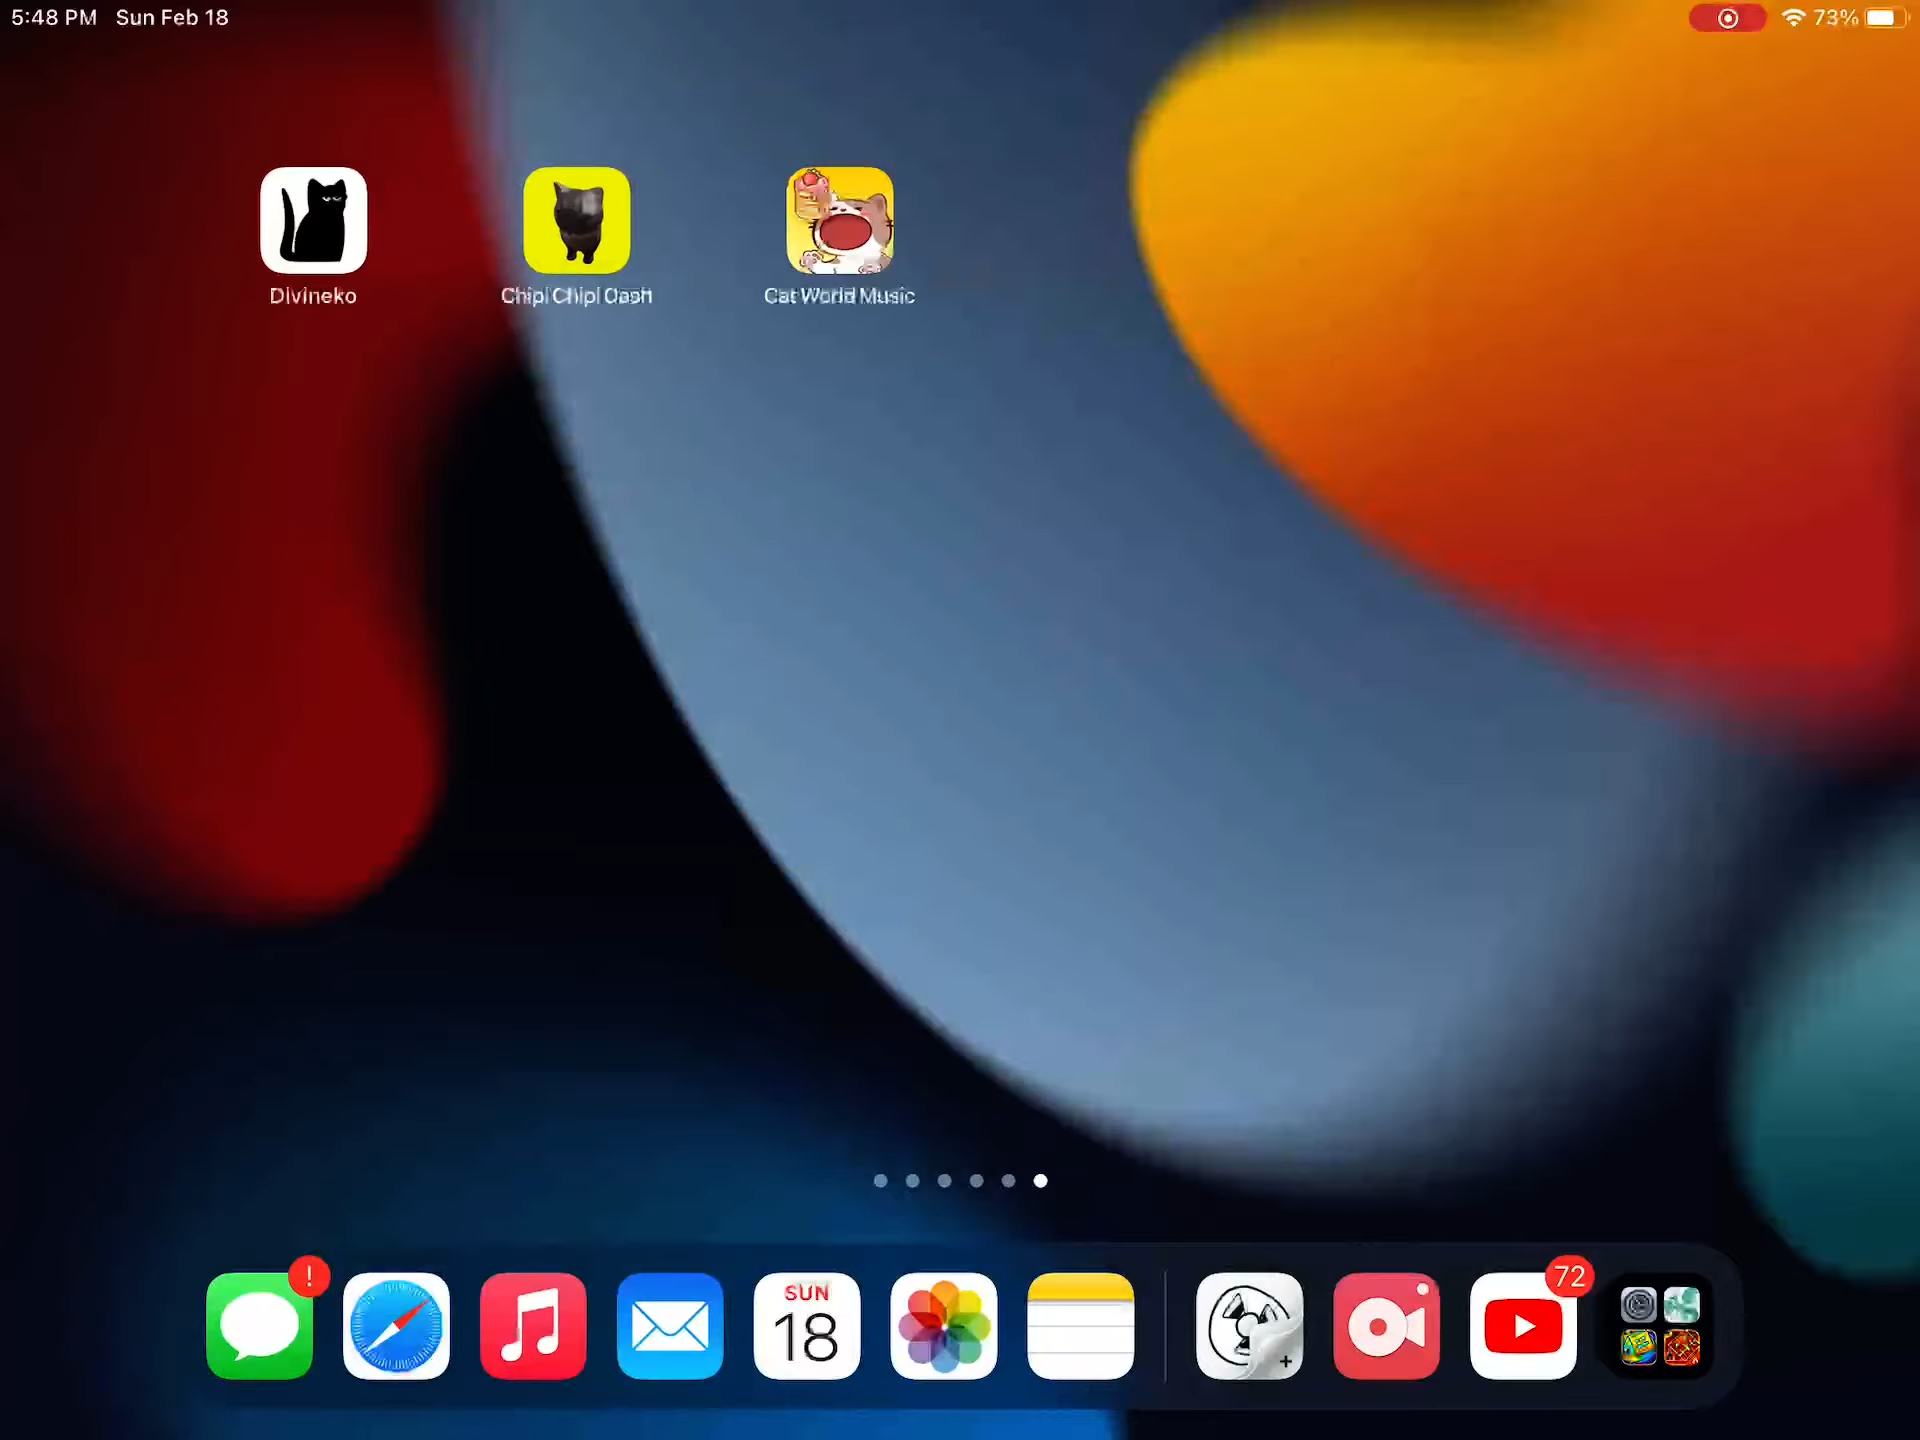 5:48 PM Sun Feb 18
73%
Divineko
Chipi Chipi Dash
Cat World Music
!
SUN
18
72